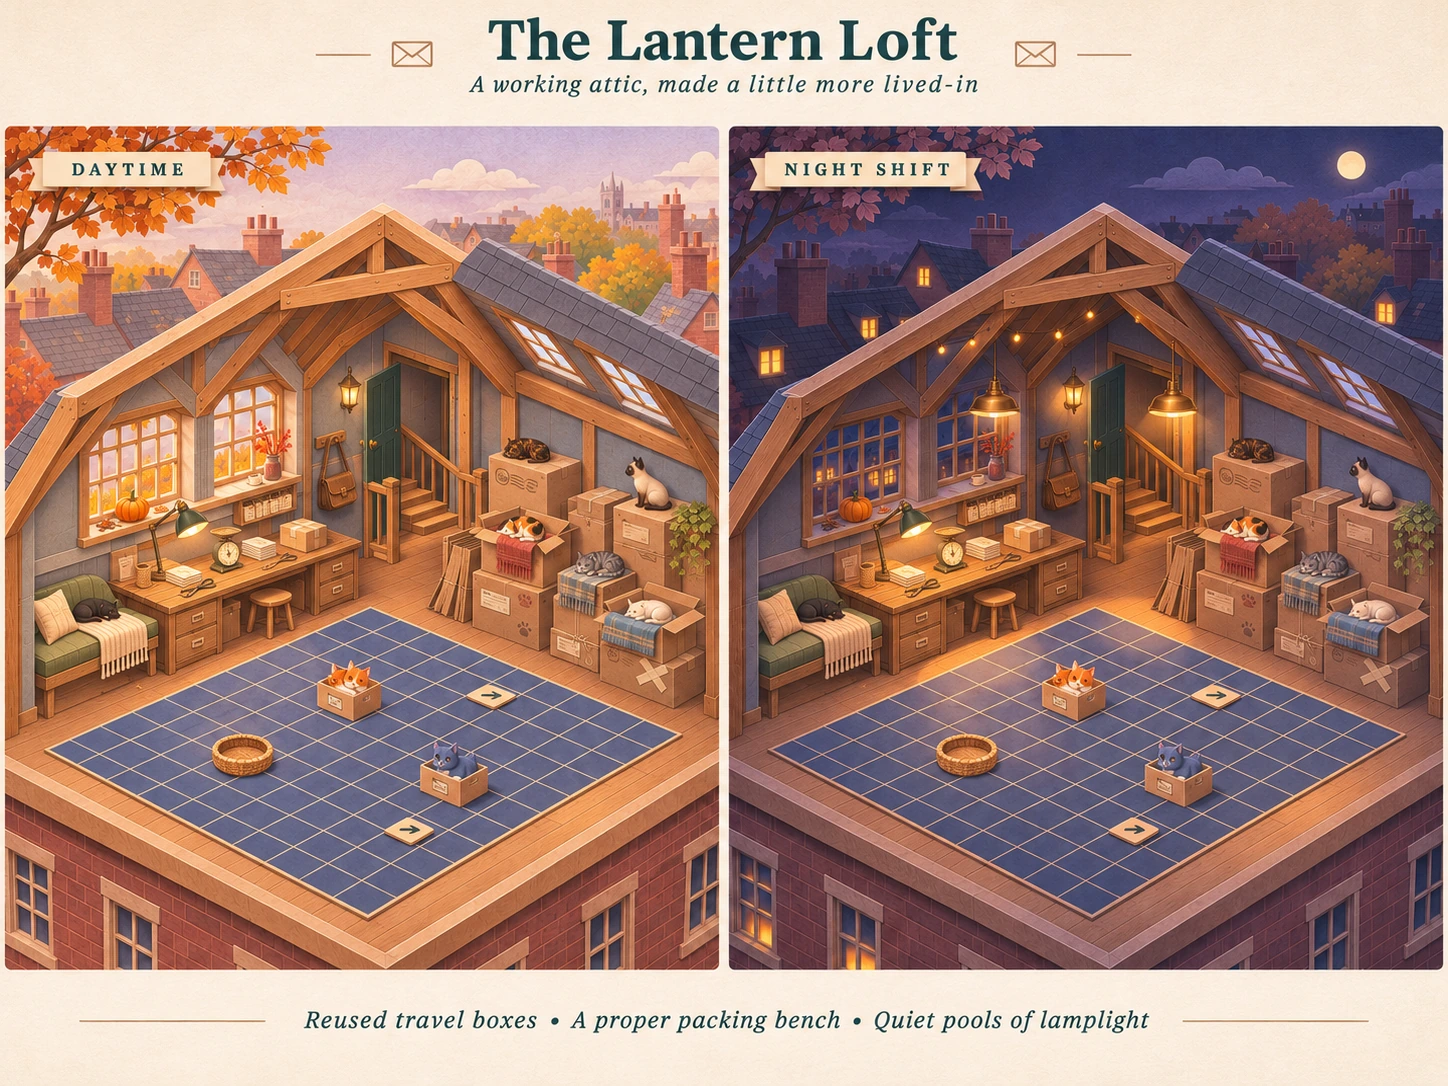 The Lantern Loft
A working attic, made a little more lived-in
DAYTIME
NIGHT SHIFT
Reused travel boxes • A proper packing bench • Quiet pools of lamplight